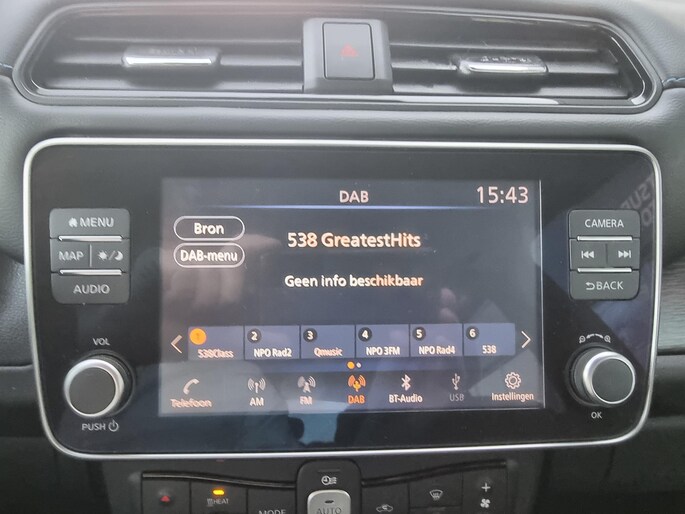 DAB 15:43
MENU
MAP
AUDIO
Bron
DAB-menu
538 GreatestHits
Geen info beschikbaar
CAMERA
BACK
1 2 3 4 5 6
538Class NPO Rad2 Qmusic NPO 3FM NPO Rad4 538
VOL
PUSH
Telefoon AM FM DAB BT-Audio USB Instellingen
OK
HEAT
MODE
AUTO